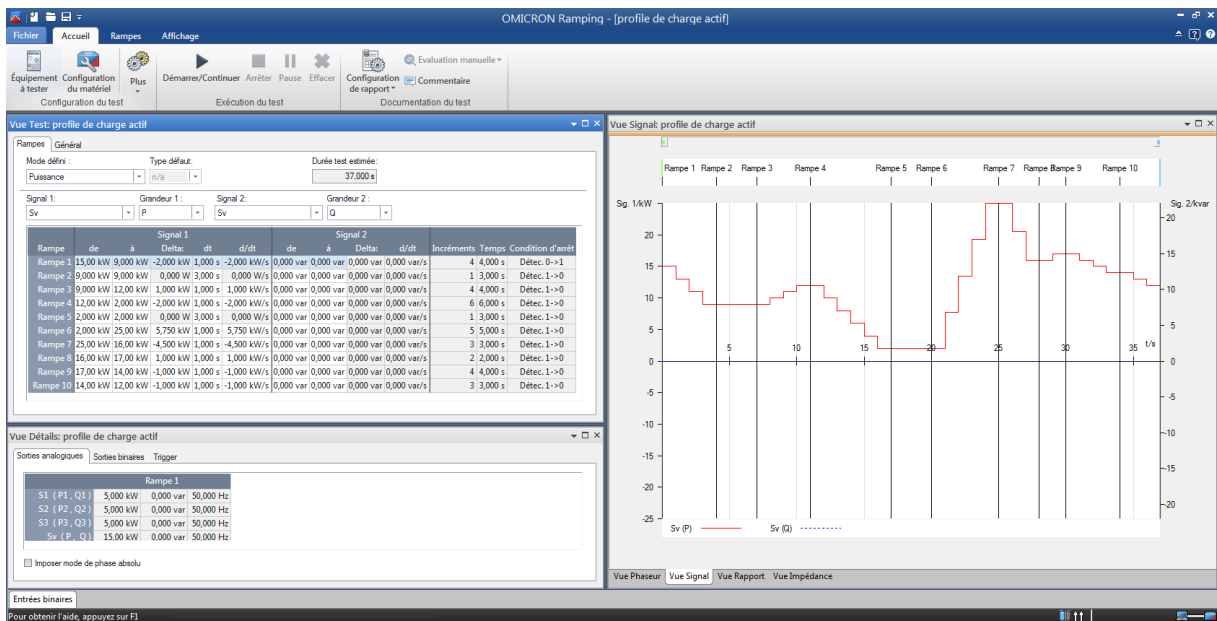 OMICRON Ramping - [profile de charge actif]
Fichier Accueil Rampes Affichage
Équipement à tester
Configuration du matériel
Plus
Configuration du test
Démarrer/Continuer Arrêter Pause Effacer
Exécution du test
Configuration de rapport
Evaluation manuelle
Commentaire
Documentation du test
Vue Test: profile de charge actif
Rampes Général
Mode défini : Type défaut: Durée test estimée:
Puissance n/a 37,000 s
Signal 1: Grandeur 1 : Signal 2: Grandeur 2 :
Sv P Sv Q
Signal 1 Signal 2
Rampe de à Delta: dt d/dt de à Delta: d/dt Incréments Temps Condition d'arrêt
Rampe 1 15,00 kW 9,000 kW -2,000 kW 1,000 s -2,000 kW/s 0,000 var 0,000 var 0,000 var 0,000 var/s 4 4,000 s Détec. 0->1
Rampe 2 9,000 kW 9,000 kW 0,000 W 3,000 s 0,000 W/s 0,000 var 0,000 var 0,000 var 0,000 var/s 1 3,000 s Détec. 1->0
Rampe 3 9,000 kW 12,00 kW 1,000 kW 1,000 s 1,000 kW/s 0,000 var 0,000 var 0,000 var 0,000 var/s 4 4,000 s Détec. 1->0
Rampe 4 12,00 kW 2,000 kW -2,000 kW 1,000 s -2,000 kW/s 0,000 var 0,000 var 0,000 var 0,000 var/s 6 6,000 s Détec. 1->0
Rampe 5 2,000 kW 2,000 kW 0,000 W 3,000 s 0,000 W/s 0,000 var 0,000 var 0,000 var 0,000 var/s 1 3,000 s Détec. 1->0
Rampe 6 2,000 kW 25,00 kW 5,750 kW 1,000 s 5,750 kW/s 0,000 var 0,000 var 0,000 var 0,000 var/s 5 5,000 s Détec. 1->0
Rampe 7 25,00 kW 16,00 kW -4,500 kW 1,000 s -4,500 kW/s 0,000 var 0,000 var 0,000 var 0,000 var/s 3 3,000 s Détec. 1->0
Rampe 8 16,00 kW 17,00 kW 1,000 kW 1,000 s 1,000 kW/s 0,000 var 0,000 var 0,000 var 0,000 var/s 2 2,000 s Détec. 1->0
Rampe 9 17,00 kW 14,00 kW -1,000 kW 1,000 s -1,000 kW/s 0,000 var 0,000 var 0,000 var 0,000 var/s 4 4,000 s Détec. 1->0
Rampe 10 14,00 kW 12,00 kW -1,000 kW 1,000 s -1,000 kW/s 0,000 var 0,000 var 0,000 var 0,000 var/s 3 3,000 s Détec. 1->0
Vue Détails: profile de charge actif
Sorties analogiques Sorties binaires Trigger
Rampe 1
S1 ( P1 , Q1 ) 5,000 kW 0,000 var 50,000 Hz
S2 ( P2 , Q2 ) 5,000 kW 0,000 var 50,000 Hz
S3 ( P3 , Q3 ) 5,000 kW 0,000 var 50,000 Hz
Sv ( P , Q ) 15,00 kW 0,000 var 50,000 Hz
Imposer mode de phase absolu
Vue Signal: profile de charge actif
Rampe 1 Rampe 2 Rampe 3 Rampe 4 Rampe 5 Rampe 6 Rampe 7 Rampe 8 Rampe 9 Rampe 10
Sig. 1/kW Sig. 2/kvar
20 20
15 15
10 10
5 5
5 10 15 20 25 30 35 t/s
0 0
-5 -5
-10 -10
-15 -15
-20 -20
-25
Sv (P) Sv (Q)
Vue Phaseur Vue Signal Vue Rapport Vue Impédance
Entrées binaires
Pour obtenir l'aide, appuyez sur F1